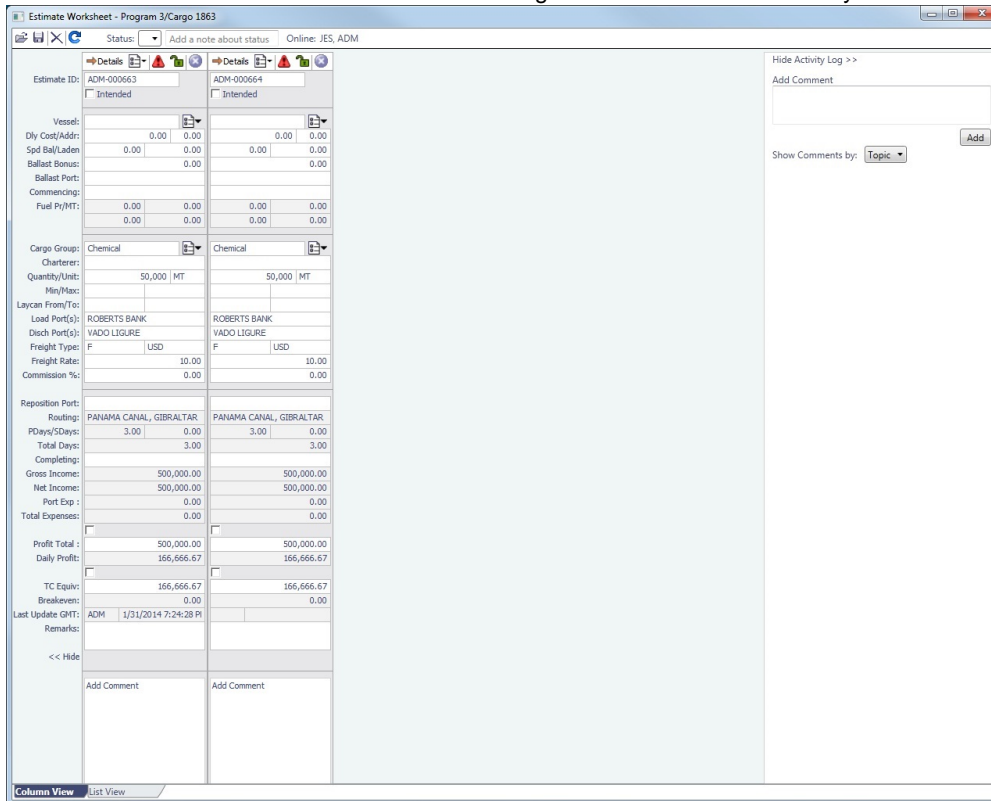 Estimate Worksheet - Program 3/Cargo 1863
Status: Add a note about status Online: JES, ADM
Details Details
Estimate ID: ADM-000663 ADM-000664
Intended Intended
Vessel:
Dly Cost/Addr: 0.00 0.00 0.00 0.00
Spd Bal/Laden 0.00 0.00 0.00 0.00
Ballast Bonus: 0.00 0.00
Ballast Port:
Commencing:
Fuel Pr/MT: 0.00 0.00 0.00 0.00
0.00 0.00 0.00 0.00
Cargo Group: Chemical Chemical
Charterer:
Quantity/Unit: 50,000 MT 50,000 MT
Min/Max:
Laycan From/To:
Load Port(s): ROBERTS BANK ROBERTS BANK
Disch Port(s): VADO LIGURE VADO LIGURE
Freight Type: F USD F USD
Freight Rate: 10.00 10.00
Commission %: 0.00 0.00
Reposition Port:
Routing: PANAMA CANAL, GIBRALTAR PANAMA CANAL, GIBRALTAR
PDays/SDays: 3.00 0.00 3.00 0.00
Total Days: 3.00 3.00
Completing:
Gross Income: 500,000.00 500,000.00
Net Income: 500,000.00 500,000.00
Port Exp : 0.00 0.00
Total Expenses: 0.00 0.00
Profit Total : 500,000.00 500,000.00
Daily Profit: 166,666.67 166,666.67
TC Equiv: 166,666.67 166,666.67
Breakeven: 0.00 0.00
Last Update GMT: ADM 1/31/2014 7:24:28 P
Remarks:
<< Hide
Add Comment Add Comment
Column View List View
Hide Activity Log >>
Add Comment
Add
Show Comments by: Topic